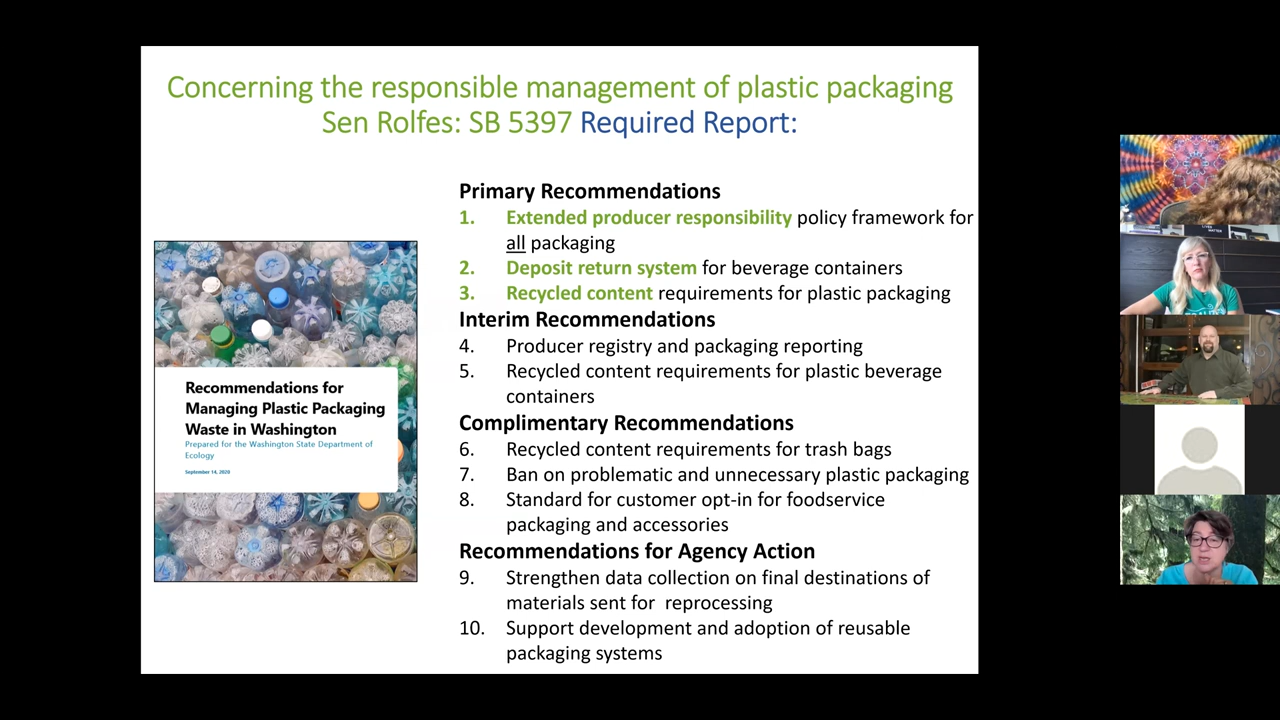 Concerning the responsible management of plastic packaging
Sen Rolfes: SB 5397 Required Report:
Primary Recommendations
1. Extended producer responsibility policy framework for
all packaging
2. Deposit return system for beverage containers
3. Recycled content requirements for plastic packaging
Interim Recommendations
4. Producer registry and packaging reporting
5. Recycled content requirements for plastic beverage
containers
Complimentary Recommendations
6. Recycled content requirements for trash bags
7. Ban on problematic and unnecessary plastic packaging
8. Standard for customer opt-in for foodservice
packaging and accessories
Recommendations for Agency Action
9. Strengthen data collection on final destinations of
materials sent for reprocessing
10. Support development and adoption of reusable
packaging systems
Recommendations for
Managing Plastic Packaging
Waste in Washington
Prepared for the Washington State Department of
Ecology
September 14, 2020
LIVES
MATTER